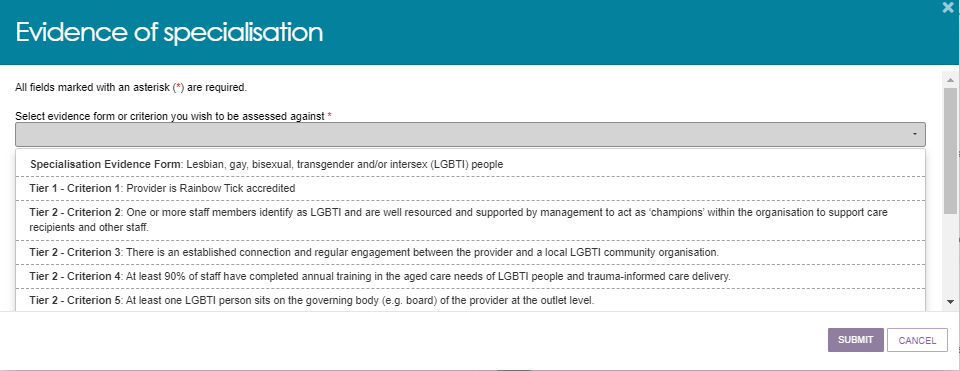 Evidence of specialisation
All fields marked with an asterisk (*) are required.
Select evidence form or criterion you wish to be assessed against *
Specialisation Evidence Form: Lesbian, gay, bisexual, transgender and/or intersex (LGBTI) people
Tier 1 - Criterion 1: Provider is Rainbow Tick accredited
Tier 2 - Criterion 2: One or more staff members identify as LGBTI and are well resourced and supported by management to act as ‘champions’ within the organisation to support care
recipients and other staff.
Tier 2 - Criterion 3: There is an established connection and regular engagement between the provider and a local LGBTI community organisation.
Tier 2 - Criterion 4: At least 90% of staff have completed annual training in the aged care needs of LGBTI people and trauma-informed care delivery.
Tier 2 - Criterion 5: At least one LGBTI person sits on the governing body (e.g. board) of the provider at the outlet level.
SUBMIT CANCEL